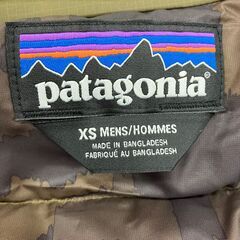 patagonia
XS MENS/HOMMES
MADE IN BANGLADESH
FABRIQUÉ AU BANGLADESH